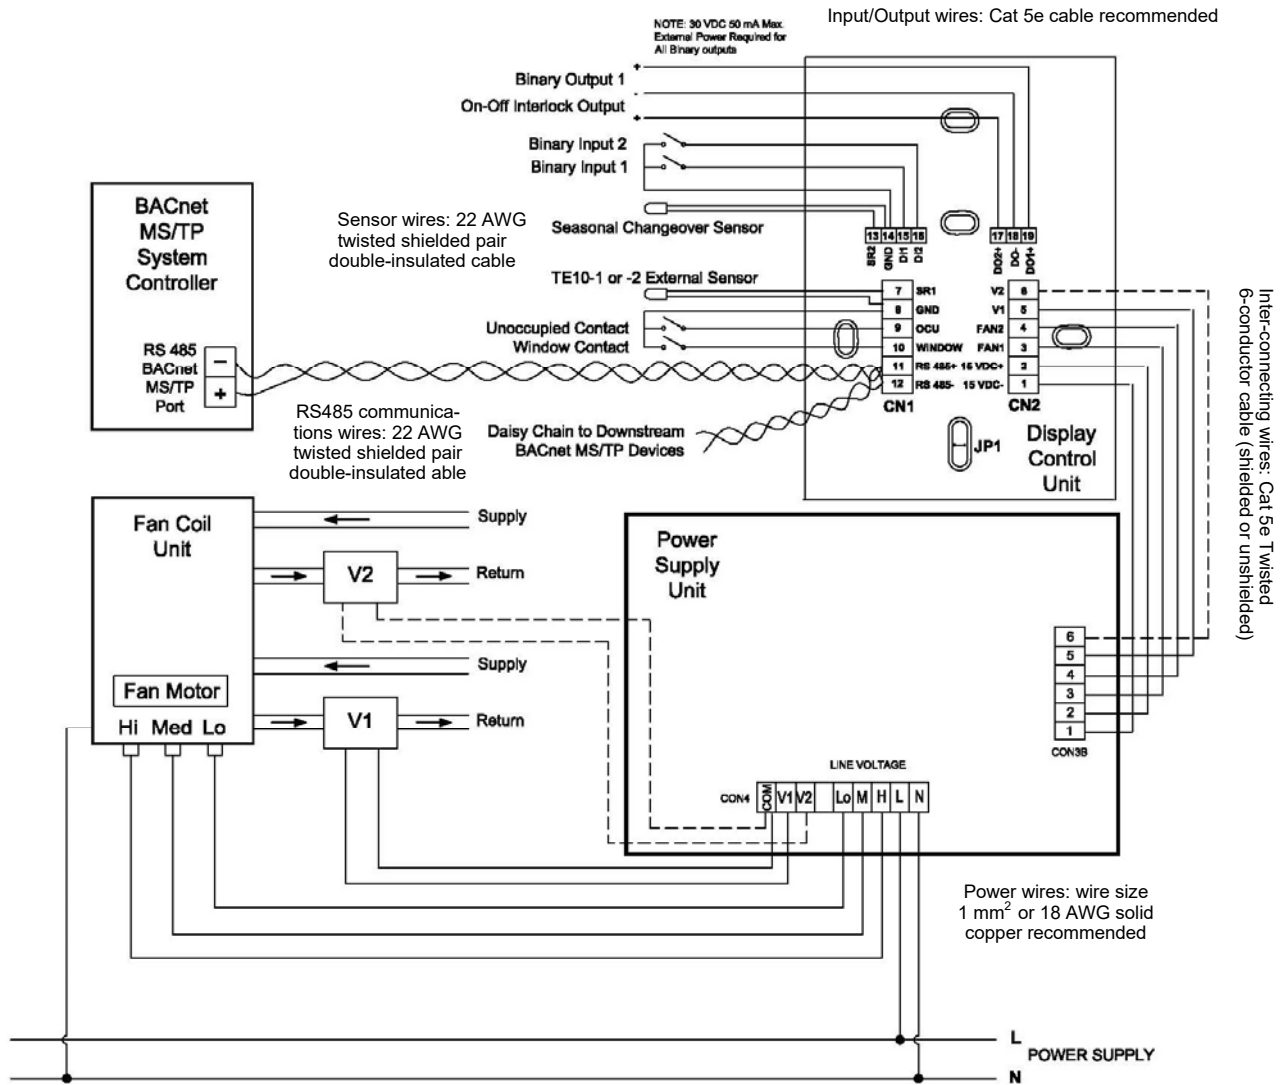 Input/Output wires: Cat 5e cable recommended
NOTE: 30 VDC 50 mA Max.
External Power Required for
All Binary outputs
Binary Output 1
+
-
On-Off Interlock Output
+
Binary Input 2
Binary Input 1
Seasonal Changeover Sensor
TE10-1 or -2 External Sensor
Unoccupied Contact
Window Contact
Sensor wires: 22 AWG
twisted shielded pair
double-insulated cable
BACnet
MS/TP
System
Controller
RS 485
BACnet
MS/TP
Port
−
+
RS485 communica-
tions wires: 22 AWG
twisted shielded pair
double-insulated able
Daisy Chain to Downstream
BACnet MS/TP Devices
13 14 15 16
SR2
GND
DI1
DI2
17 18 19
DO2+
DO-
DO1+
7 SR1
8 GND
9 OCU
10 WINDOW
11 RS 485+
12 RS 485-
CN1
V2 6
V1 5
FAN2 4
FAN1 3
15 VDC+ 2
15 VDC- 1
CN2
JP1
Display
Control
Unit
Inter-connecting wires: Cat 5e Twisted
6-conductor cable (shielded or unshielded)
Fan Coil
Unit
Supply
V2
Return
Supply
V1
Return
Fan Motor
Hi Med Lo
Power
Supply
Unit
6
5
4
3
2
1
CON3B
LINE VOLTAGE
CON4
COM V1 V2 Lo M H L N
Power wires: wire size
1 mm² or 18 AWG solid
copper recommended
L
POWER SUPPLY
N